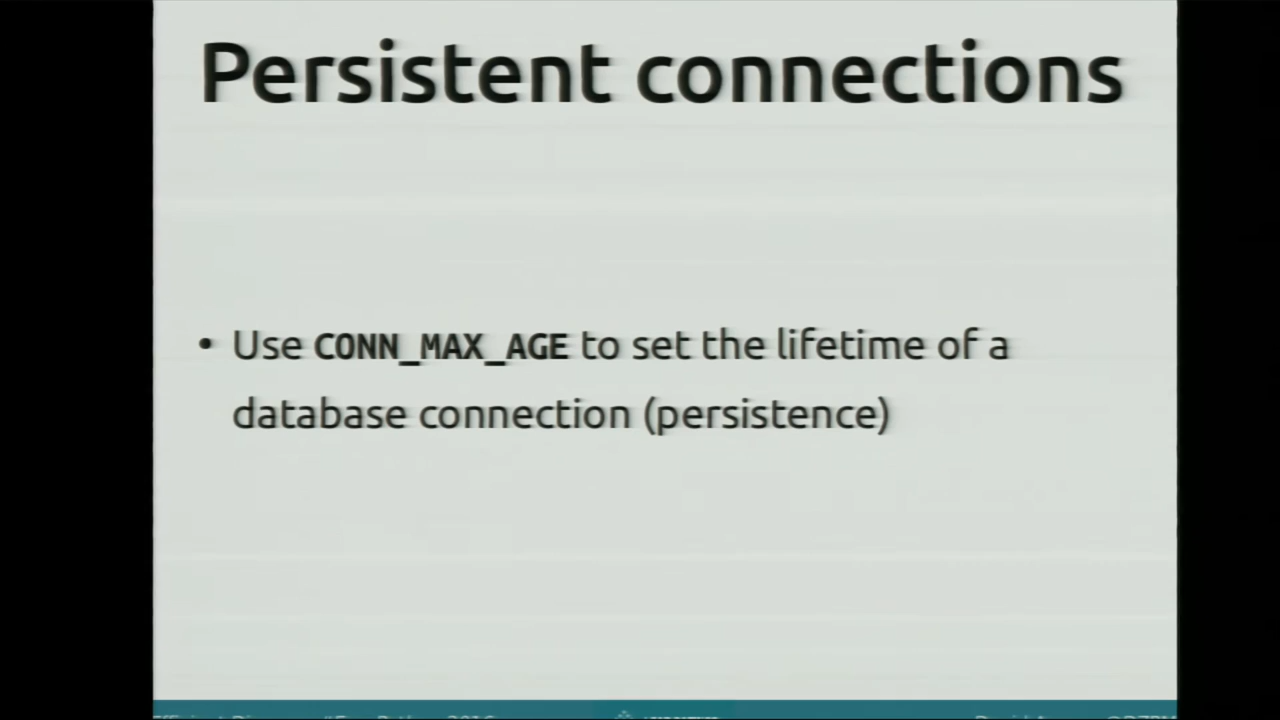 Persistent connections
• Use CONN_MAX_AGE to set the lifetime of a
database connection (persistence)